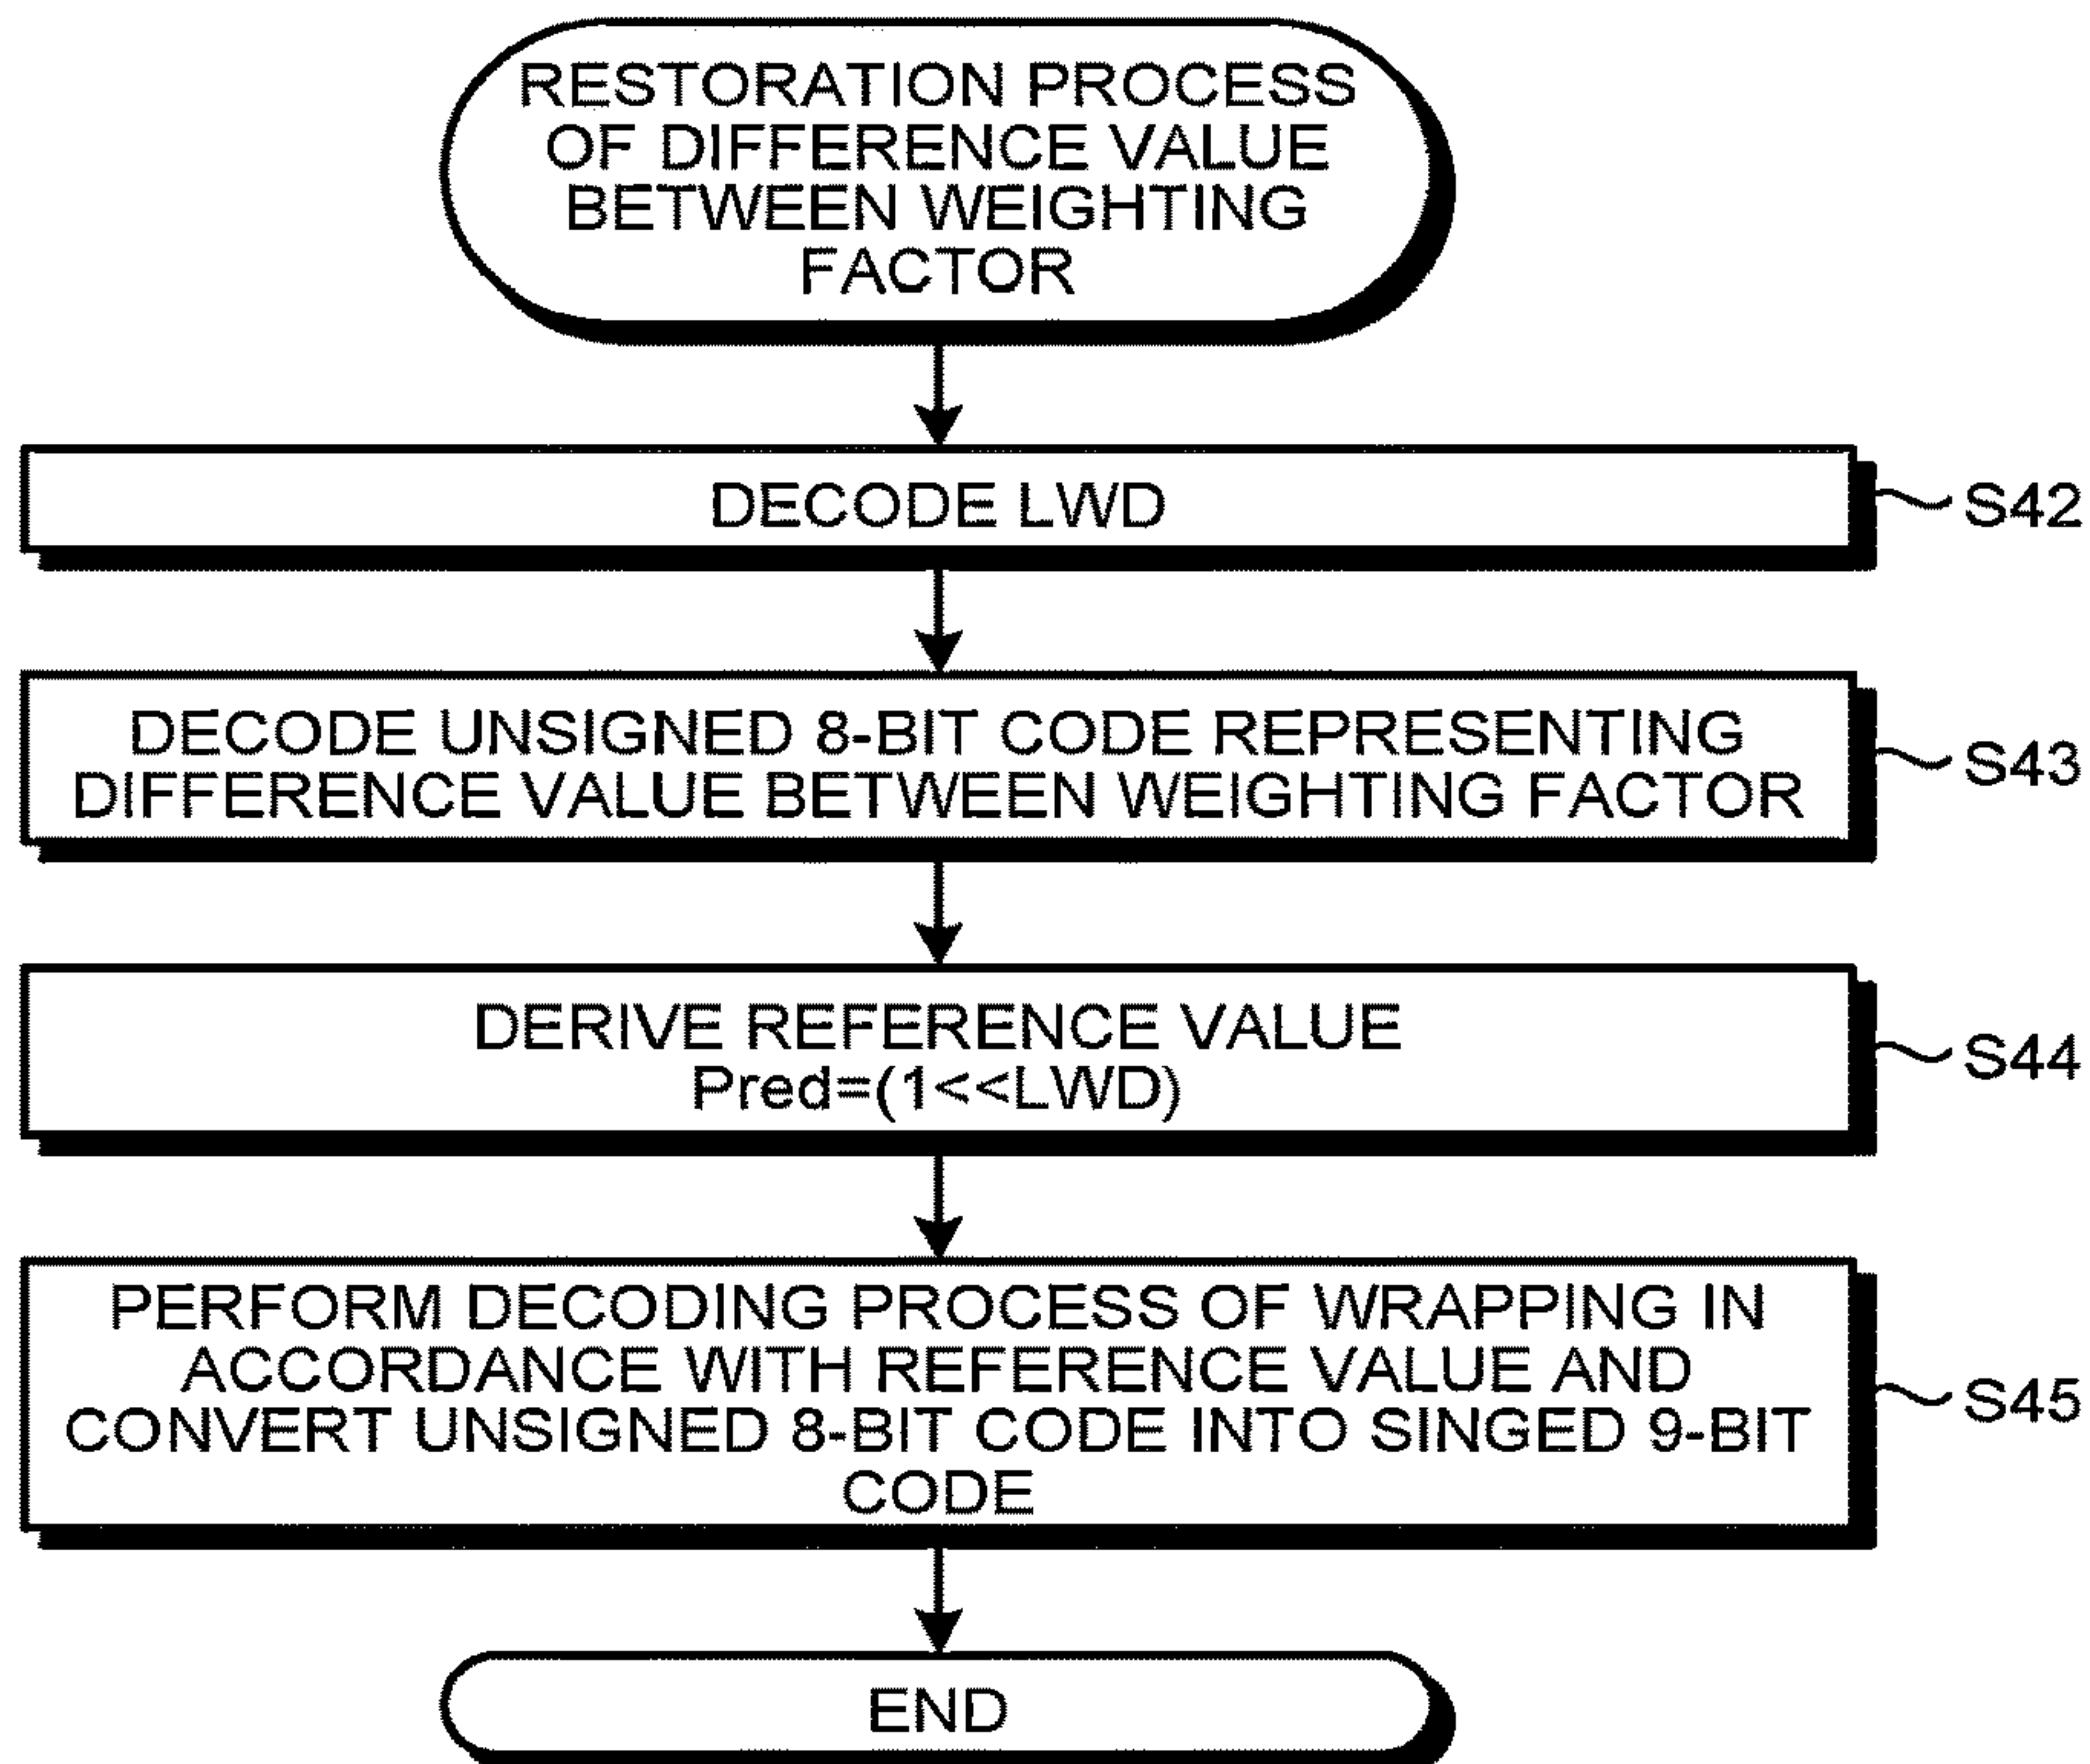 RESTORATION PROCESS
OF DIFFERENCE VALUE
BETWEEN WEIGHTING
FACTOR
DECODE LWD
S42
DECODE UNSIGNED 8-BIT CODE REPRESENTING
DIFFERENCE VALUE BETWEEN WEIGHTING FACTOR
S43
DERIVE REFERENCE VALUE
Pred=(1<<LWD)
S44
PERFORM DECODING PROCESS OF WRAPPING IN
ACCORDANCE WITH REFERENCE VALUE AND
CONVERT UNSIGNED 8-BIT CODE INTO SINGED 9-BIT
CODE
S45
END